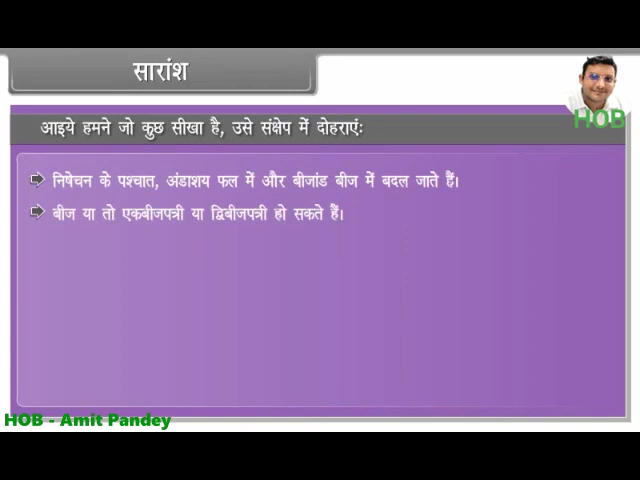 सारांश
HOB
आइये हमने जो कुछ सीखा है, उसे संक्षेप में दोहराएं:
निषेचन के पश्चात, अंडाशय फल में और बीजांड बीज में बदल जाते हैं।
बीज या तो एकबीजपत्री या द्विबीजपत्री हो सकते हैं।
HOB - Amit Pandey